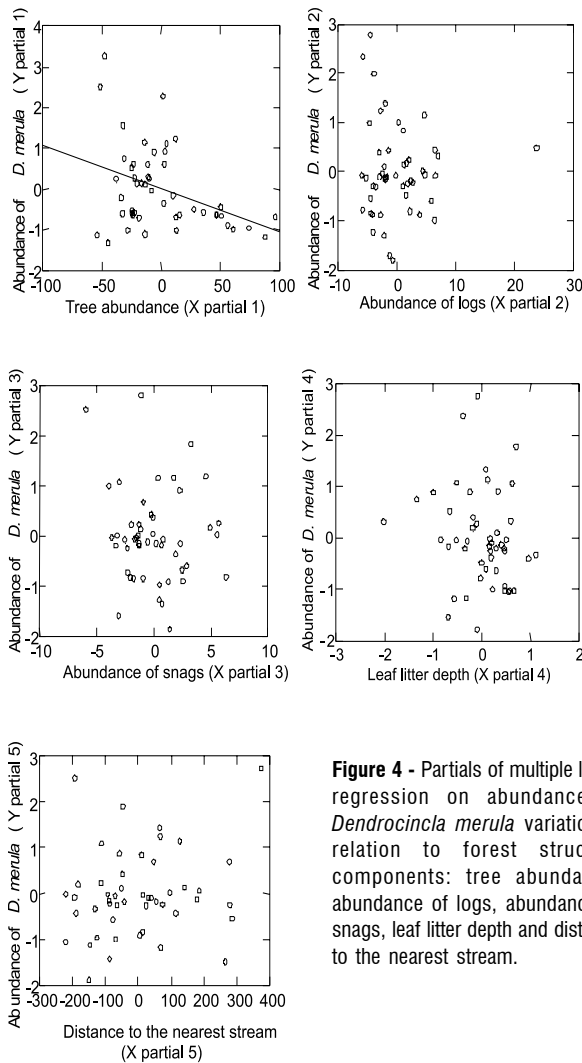 Abundance of D. merula ( Y partial 1)
4
3
2
1
0
-1
-2
-100 -50 0 50 100
Tree abundance (X partial 1)
Abundance of D. merula ( Y partial 2)
3
2
1
0
-1
-2
-10 0 10 20 30
Abundance of logs (X partial 2)
Abundance of D. merula ( Y partial 3)
3
2
1
0
-1
-2
-10 -5 0 5 10
Abundance of snags (X partial 3)
Abundance of D. merula ( Y partial 4)
3
2
1
0
-1
-2
-3 -2 -1 0 1 2
Leaf litter depth (X partial 4)
Abundance of D. merula ( Y partial 5)
3
2
1
0
-1
-2
-300 -200 -100 0 100 200 300 400
Distance to the nearest stream
(X partial 5)
Figure 4 - Partials of multiple l
regression on abundance
Dendrocincla merula variatio
relation to forest struc
components: tree abunda
abundance of logs, abundanc
snags, leaf litter depth and dist
to the nearest stream.